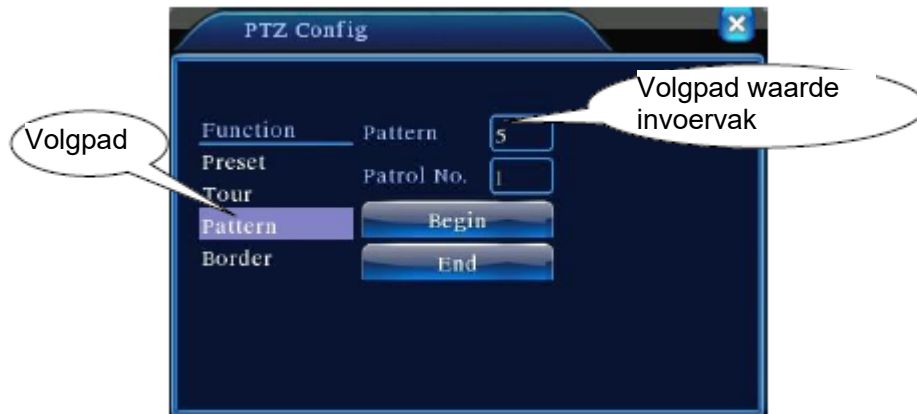 PTZ Config
Volgpad waarde
invoervak
Volgpad
Function
Pattern
5
Preset
Patrol No.
1
Tour
Pattern
Begin
Border
End